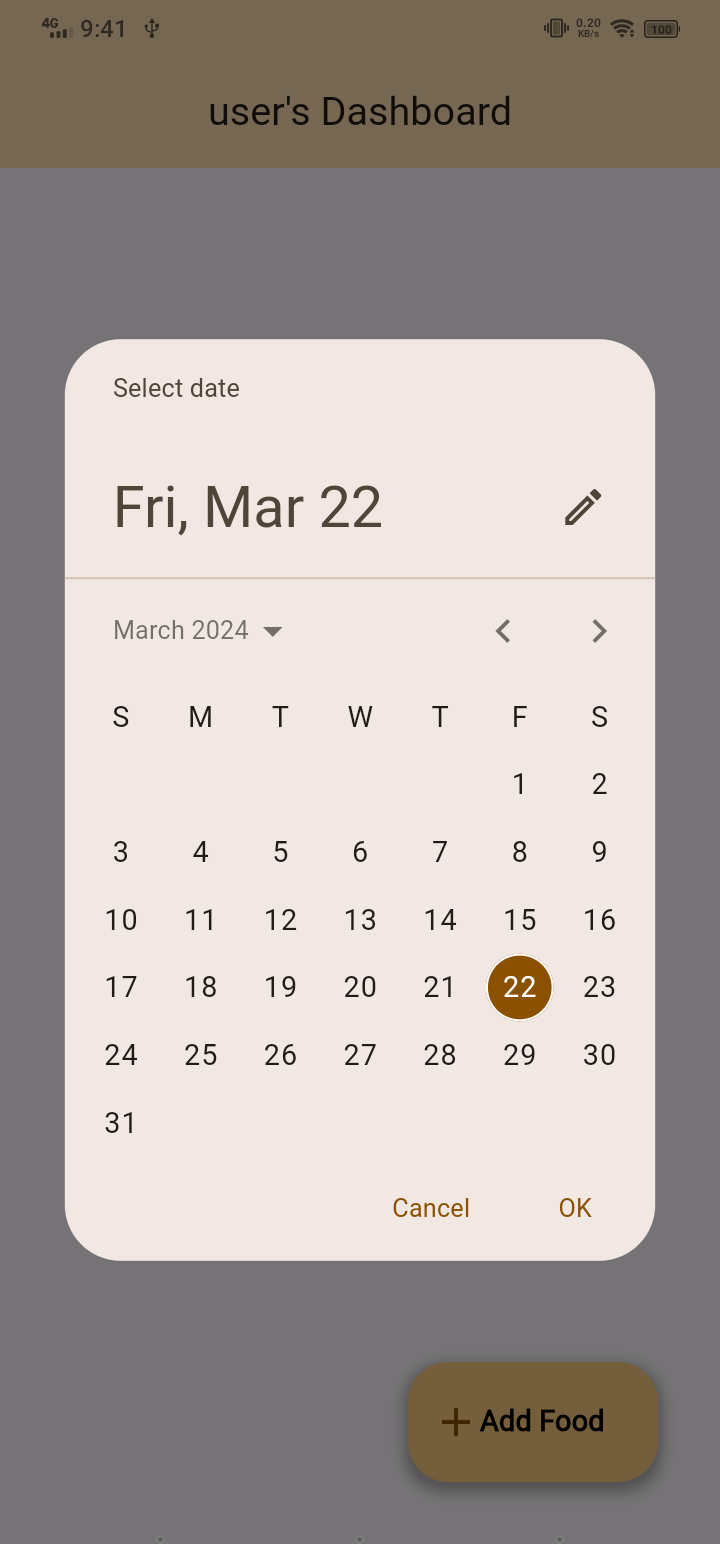 4G 9:41 0.20 KB/s 100
user's Dashboard
Select date
Fri, Mar 22
March 2024
S M T W T F S
1 2
3 4 5 6 7 8 9
10 11 12 13 14 15 16
17 18 19 20 21 22 23
24 25 26 27 28 29 30
31
Cancel OK
Add Food